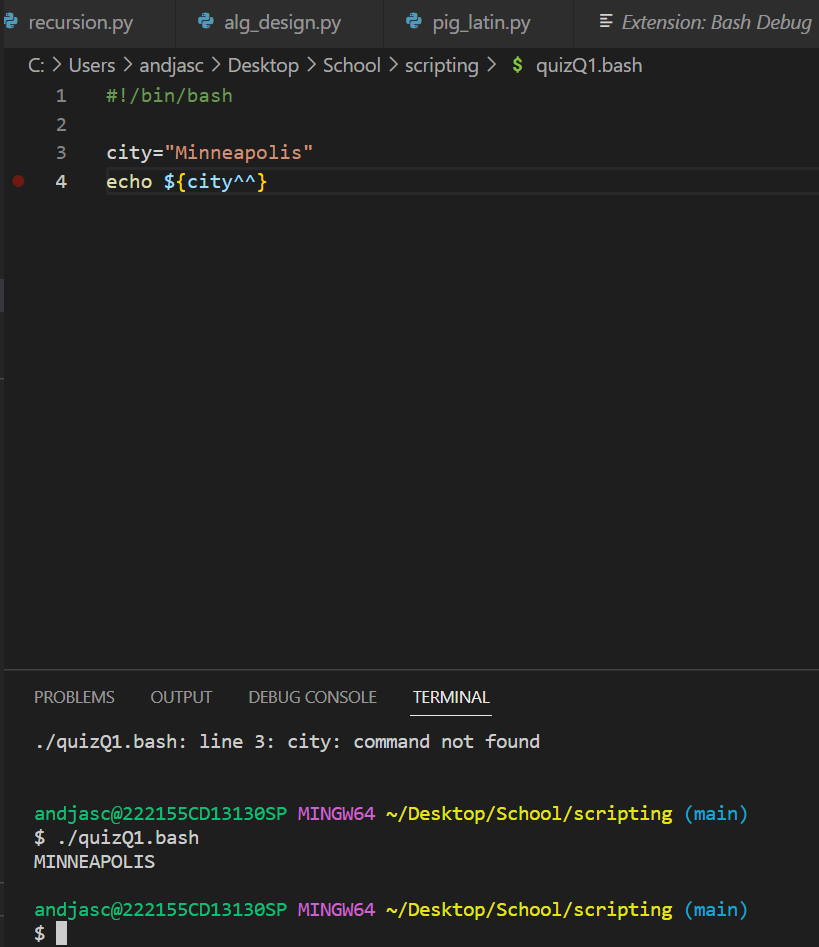 recursion.py alg_design.py pig_latin.py Extension: Bash Debug
C: > Users > andjasc > Desktop > School > scripting > $ quizQ1.bash
1 #!/bin/bash
2
3 city="Minneapolis"
4 echo ${city^^}
PROBLEMS OUTPUT DEBUG CONSOLE TERMINAL
./quizQ1.bash: line 3: city: command not found
andjasc@222155CD13130SP MINGW64 ~/Desktop/School/scripting (main)
$ ./quizQ1.bash
MINNEAPOLIS
andjasc@222155CD13130SP MINGW64 ~/Desktop/School/scripting (main)
$